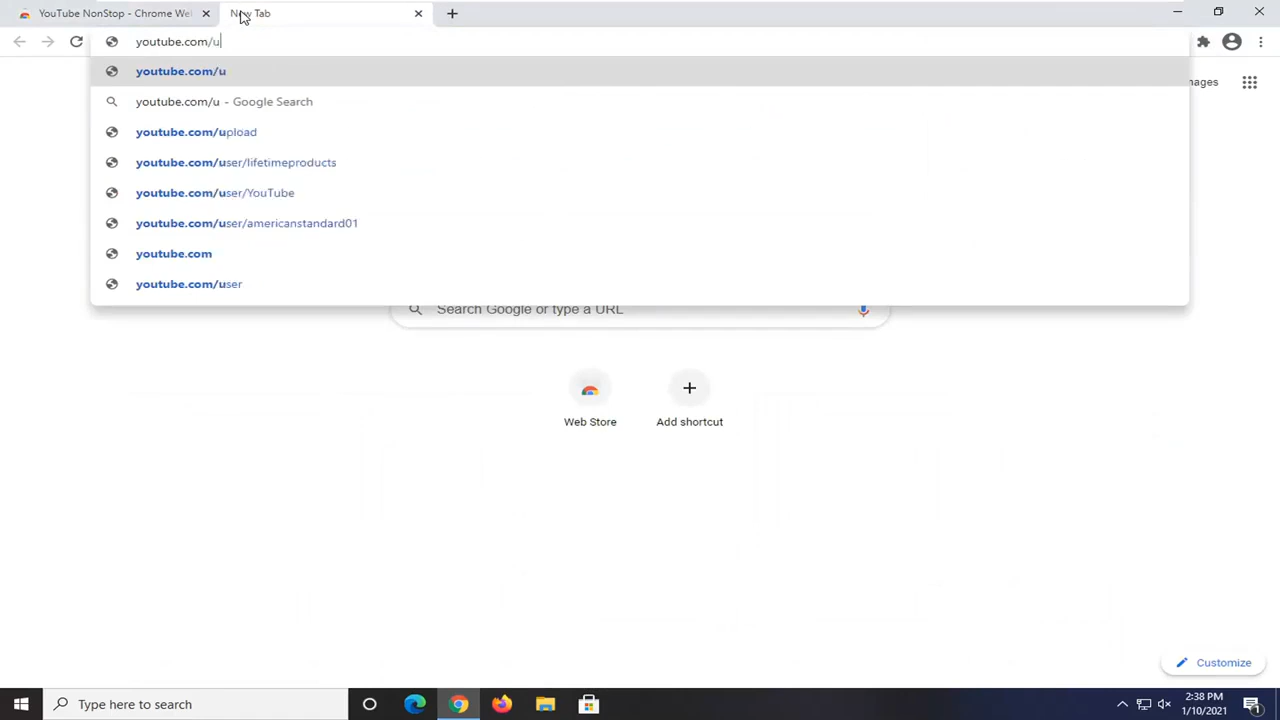 YouTube NonStop - Chrome We
New Tab
youtube.com/u
youtube.com/u
youtube.com/u - Google Search
youtube.com/upload
youtube.com/user/lifetimeproducts
youtube.com/user/YouTube
youtube.com/user/americanstandard01
youtube.com
youtube.com/user
Search Google or type a URL
Web Store
Add shortcut
Customize
Type here to search
2:38 PM
1/10/2021
1